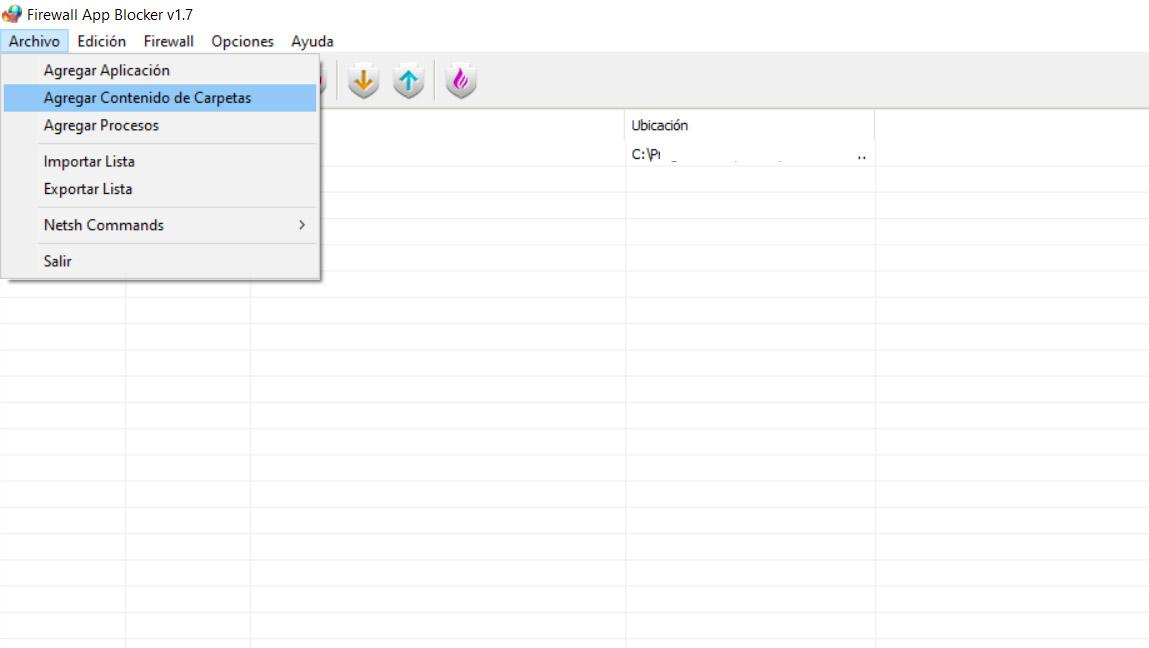 Firewall App Blocker v1.7
Archivo Edición Firewall Opciones Ayuda
Agregar Aplicación
Agregar Contenido de Carpetas
Agregar Procesos
Importar Lista
Exportar Lista
Netsh Commands
Salir
Ubicación